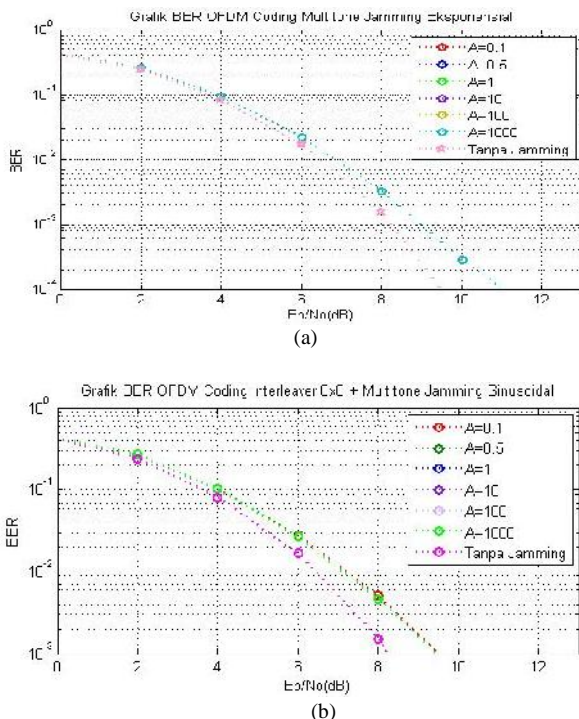 Grafik BER OFDM Coding Multitone Jamming Eksponensial
10^0
10^-1
10^-2
10^-3
10^-4
BER
A=0.1
A=0.5
A=1
A=10
A=100
A=1000
Tanpa Jamming
2
4
6
8
10
12
Eb/No(dB)
(a)
Grafik BER OFDM Coding Interleaver + Multitone Jamming Sinusoidal
10^0
10^-1
10^-2
10^-3
BER
A=0.1
A=0.5
A=1
A=10
A=100
A=1000
Tanpa Jamming
0
2
4
6
8
10
12
Eb/No(dB)
(b)